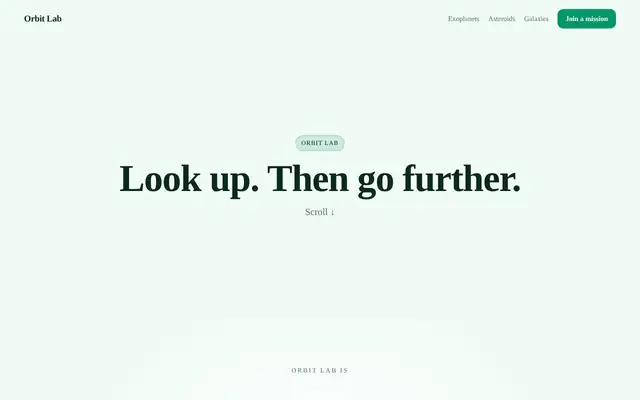 Orbit Lab
Exoplanets Asteroids Galaxies Join a mission
ORBIT LAB
Look up. Then go further.
Scroll ↓
ORBIT LAB IS